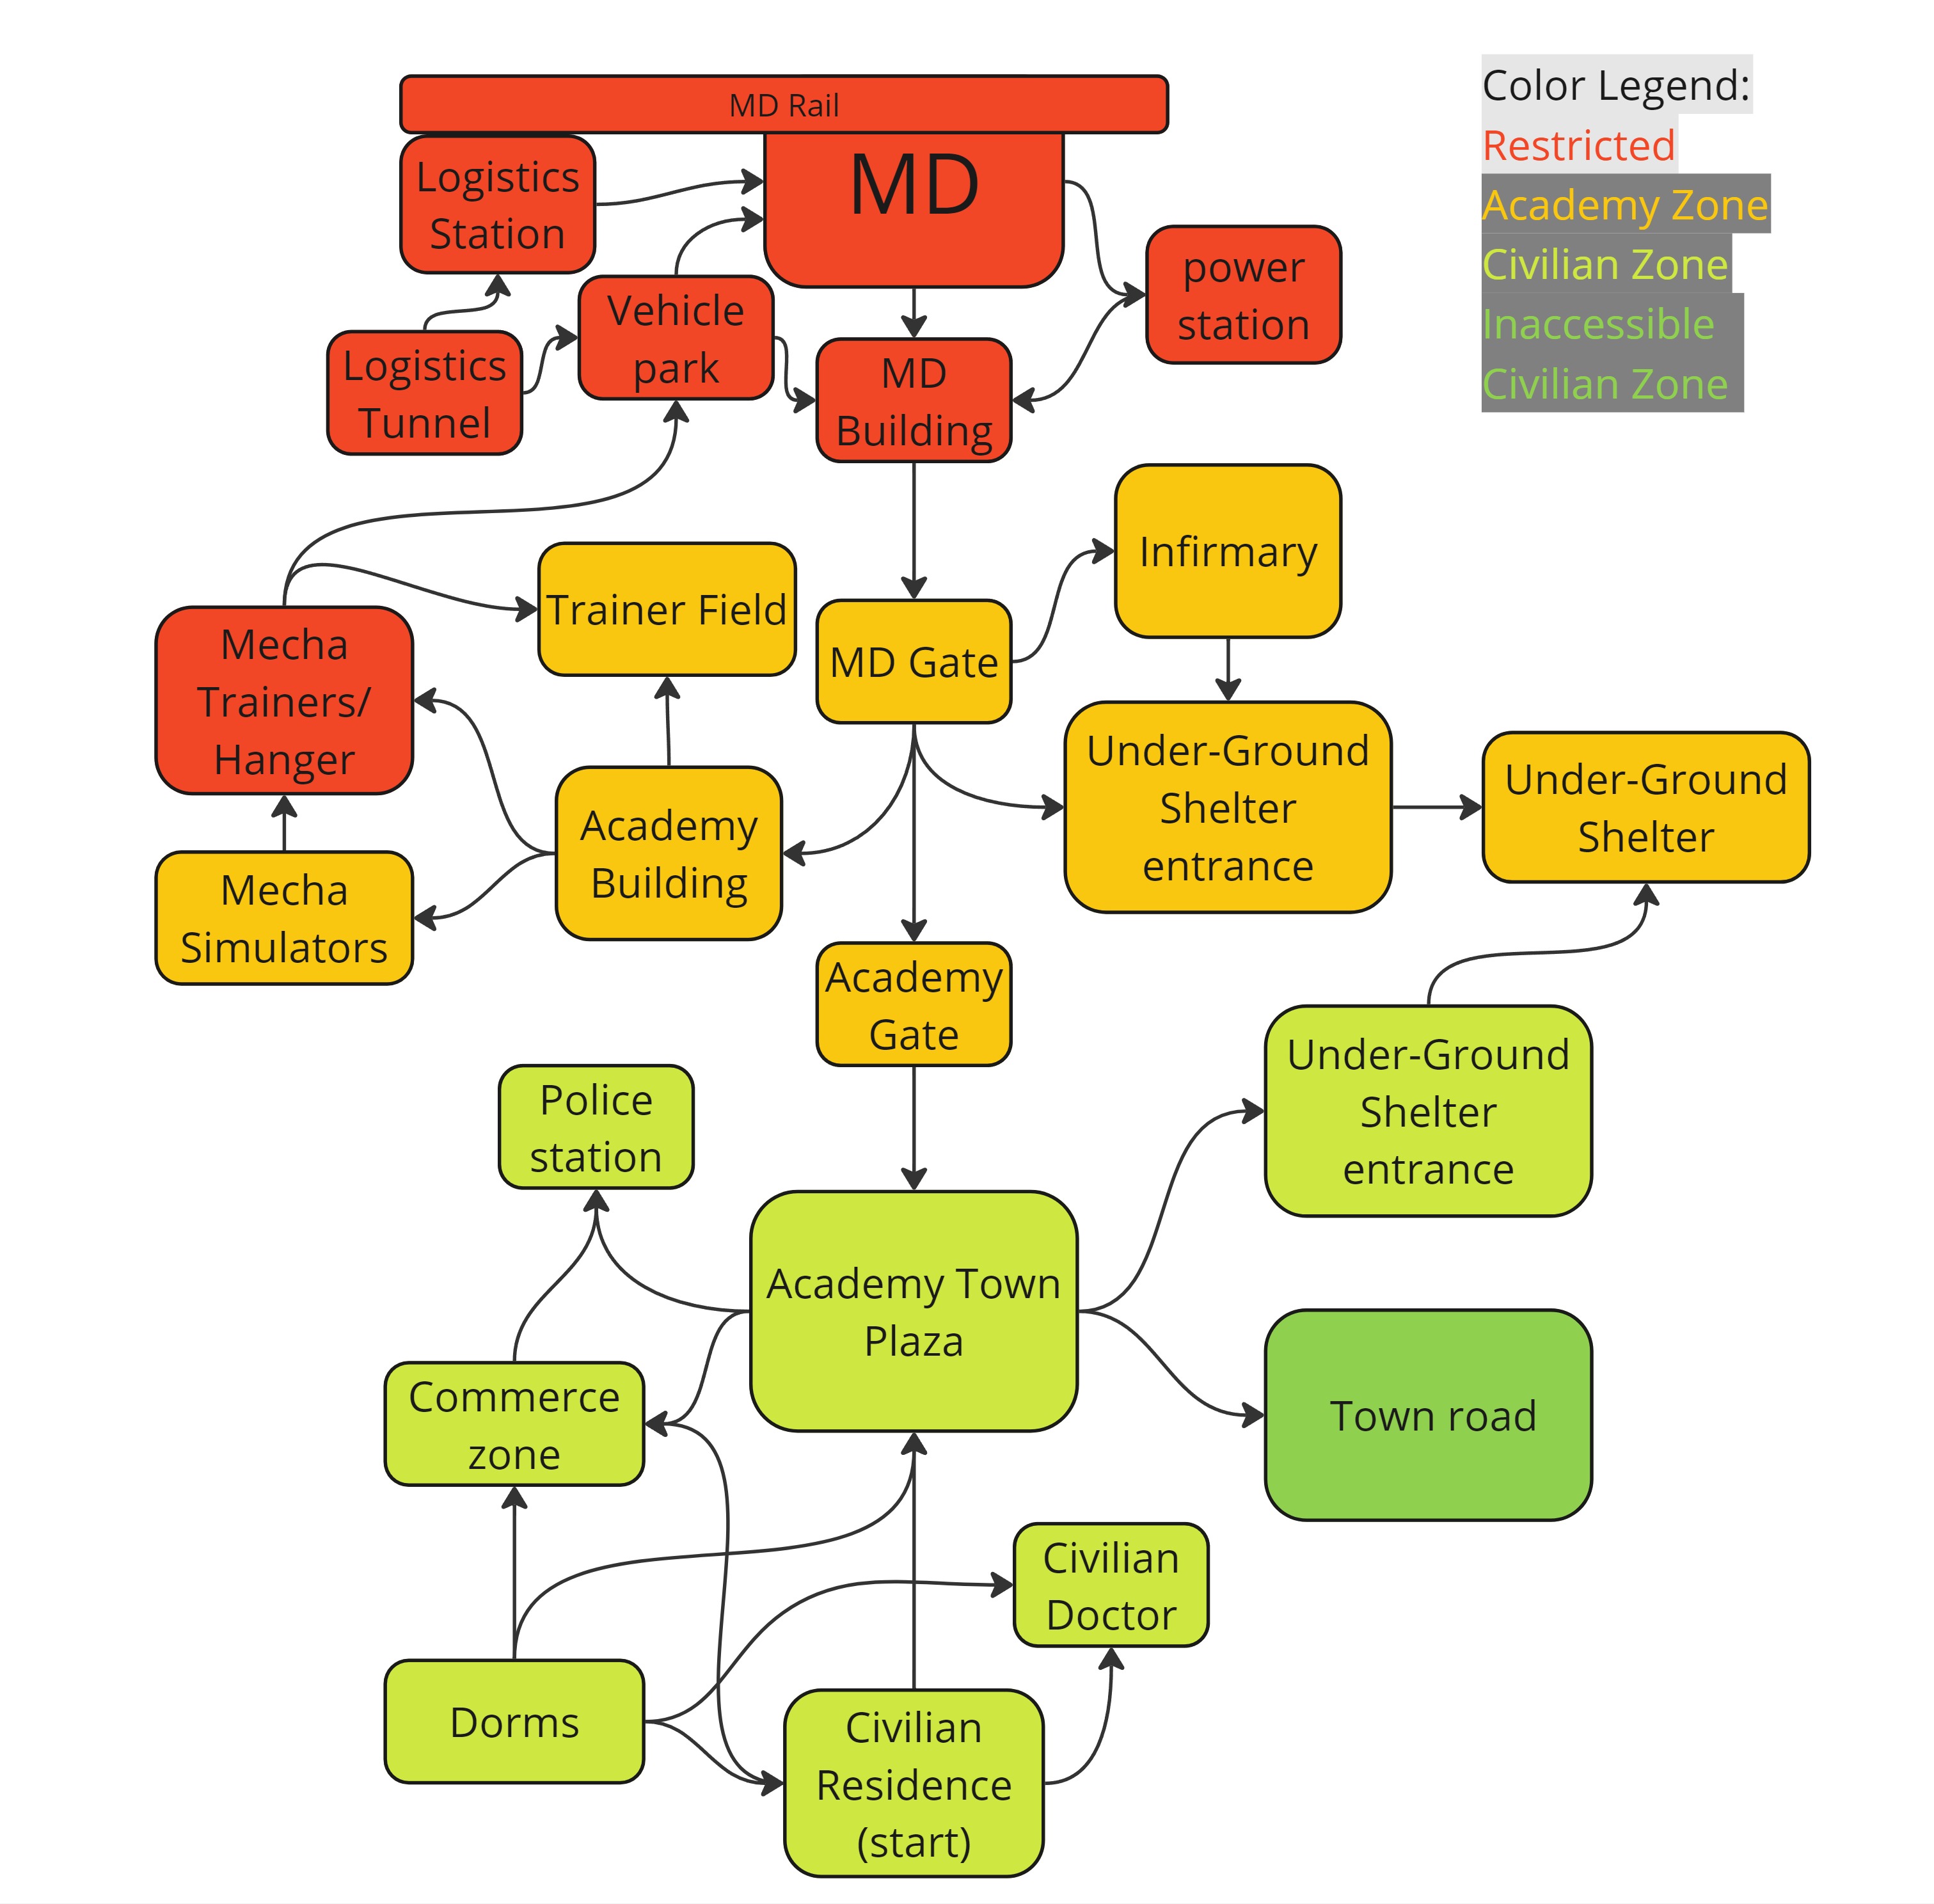 MD Rail
Color Legend:
Restricted
Academy Zone
Civilian Zone
Inaccessible
Civilian Zone
Logistics
Station
MD
power
station
Vehicle
park
Logistics
Tunnel
MD
Building
Infirmary
Trainer Field
MD Gate
Mecha
Trainers/
Hanger
Under-Ground
Shelter
entrance
Under-Ground
Shelter
Academy
Building
Mecha
Simulators
Academy
Gate
Under-Ground
Shelter
entrance
Police
station
Academy Town
Plaza
Commerce
zone
Town road
Civilian
Doctor
Dorms
Civilian
Residence
(start)